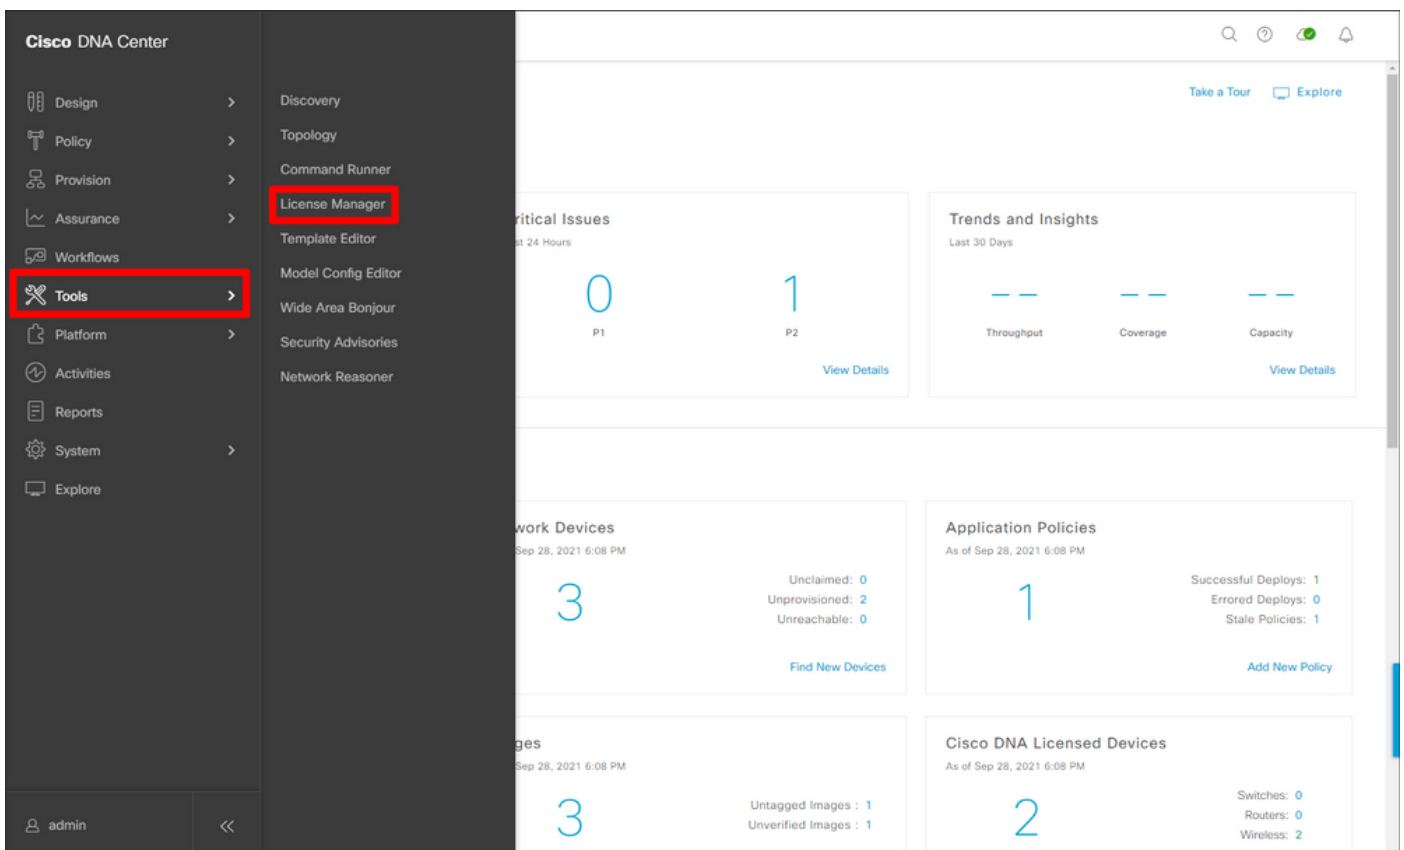 Cisco DNA Center
Design
Policy
Provision
Assurance
Workflows
Tools
Platform
Activities
Reports
System
Explore
admin
Discovery
Topology
Command Runner
License Manager
Template Editor
Model Config Editor
Wide Area Bonjour
Security Advisories
Network Reasoner
Take a Tour Explore
ritical Issues
st 24 Hours
0 1
P1 P2
View Details
Trends and Insights
Last 30 Days
-- -- --
Throughput Coverage Capacity
View Details
work Devices
Sep 28, 2021 6:08 PM
3
Unclaimed: 0
Unprovisioned: 2
Unreachable: 0
Find New Devices
Application Policies
As of Sep 28, 2021 6:08 PM
1
Successful Deploys: 1
Errored Deploys: 0
Stale Policies: 1
Add New Policy
ges
Sep 28, 2021 6:08 PM
3
Untagged Images : 1
Unverified Images : 1
Cisco DNA Licensed Devices
As of Sep 28, 2021 6:08 PM
2
Switches: 0
Routers: 0
Wireless: 2